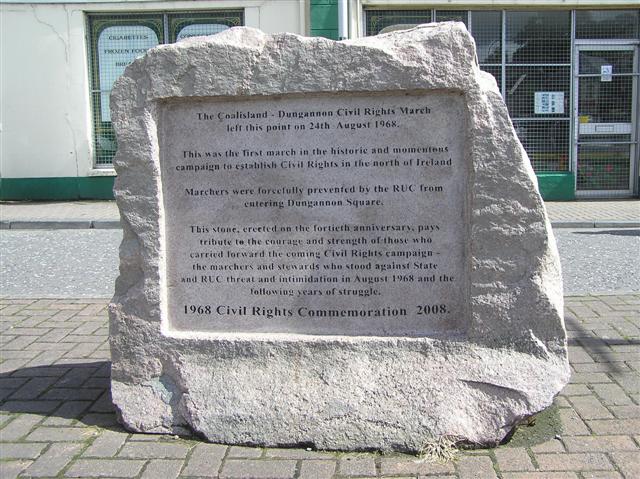 CIGARETTES
FROZEN FOOD
The Coalisland - Dungannon Civil Rights March
left this point on 24th August 1968.
This was the first march in the historic and momentous
campaign to establish Civil Rights in the north of Ireland
Marchers were forcefully prevented by the RUC from
entering Dungannon Square.
This stone, erected on the fortieth anniversary, pays
tribute to the courage and strength of those who
carried forward the coming Civil Rights campaign -
the marchers and stewards who stood against State
and RUC threat and intimidation in August 1968 and the
following years of struggle.
1968 Civil Rights Commemoration 2008.